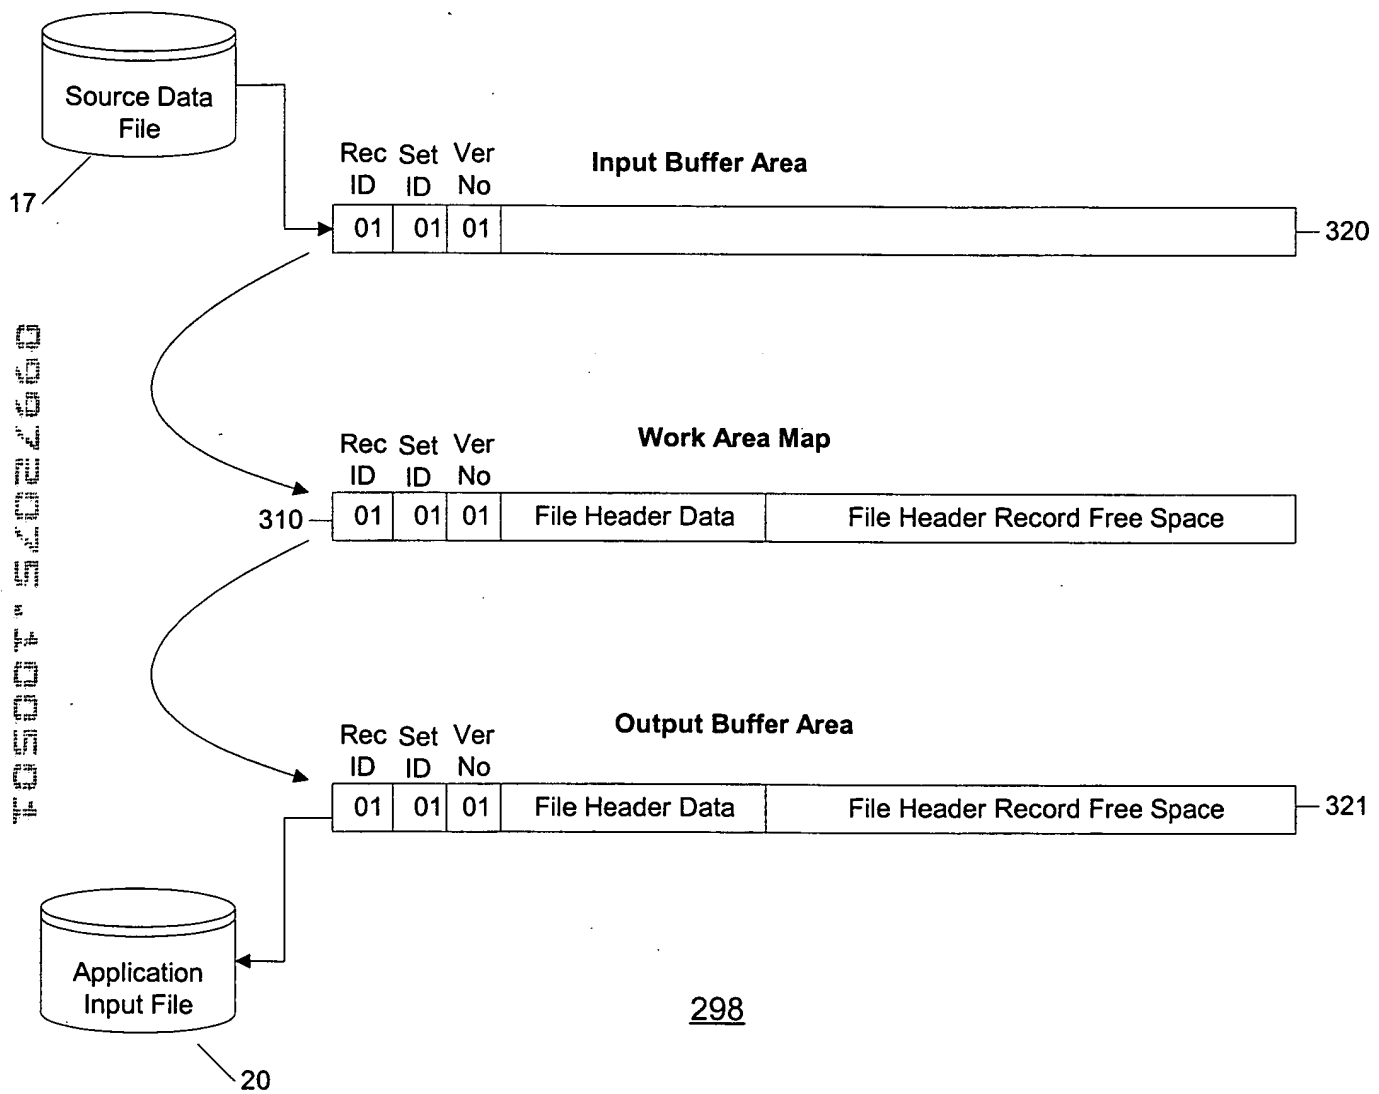 Source Data
File
17
Rec Set Ver
ID ID No
Input Buffer Area
01 01 01
320
Rec Set Ver
ID ID No
Work Area Map
310
01 01 01 File Header Data File Header Record Free Space
Rec Set Ver
ID ID No
Output Buffer Area
01 01 01 File Header Data File Header Record Free Space
321
Application
Input File
20
298
09972075.100501